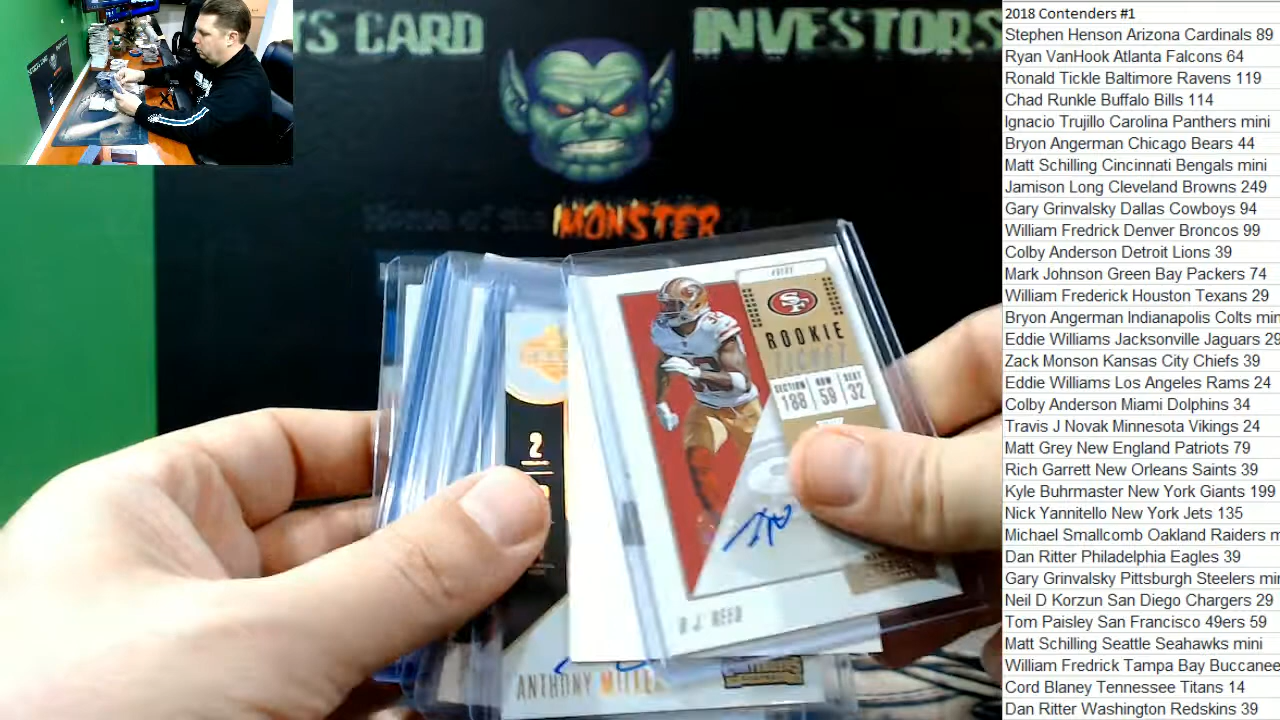 S CARD INVESTORS
Home of the MONSTER
ROOKIE
TICKET
SECTION ROW SEAT
188 59 32
2
D.J. REED
ANTHONY MILLER
2018 Contenders #1
Stephen Henson Arizona Cardinals 89
Ryan VanHook Atlanta Falcons 64
Ronald Tickle Baltimore Ravens 119
Chad Runkle Buffalo Bills 114
Ignacio Trujillo Carolina Panthers mini
Bryon Angerman Chicago Bears 44
Matt Schilling Cincinnati Bengals mini
Jamison Long Cleveland Browns 249
Gary Grinvalsky Dallas Cowboys 94
William Fredrick Denver Broncos 99
Colby Anderson Detroit Lions 39
Mark Johnson Green Bay Packers 74
William Frederick Houston Texans 29
Bryon Angerman Indianapolis Colts min
Eddie Williams Jacksonville Jaguars 29
Zack Monson Kansas City Chiefs 39
Eddie Williams Los Angeles Rams 24
Colby Anderson Miami Dolphins 34
Travis J Novak Minnesota Vikings 24
Matt Grey New England Patriots 79
Rich Garrett New Orleans Saints 39
Kyle Buhrmaster New York Giants 199
Nick Yannitello New York Jets 135
Michael Smallcomb Oakland Raiders m
Dan Ritter Philadelphia Eagles 39
Gary Grinvalsky Pittsburgh Steelers min
Neil D Korzun San Diego Chargers 29
Tom Paisley San Francisco 49ers 59
Matt Schilling Seattle Seahawks mini
William Fredrick Tampa Bay Buccanee
Cord Blaney Tennessee Titans 14
Dan Ritter Washington Redskins 39